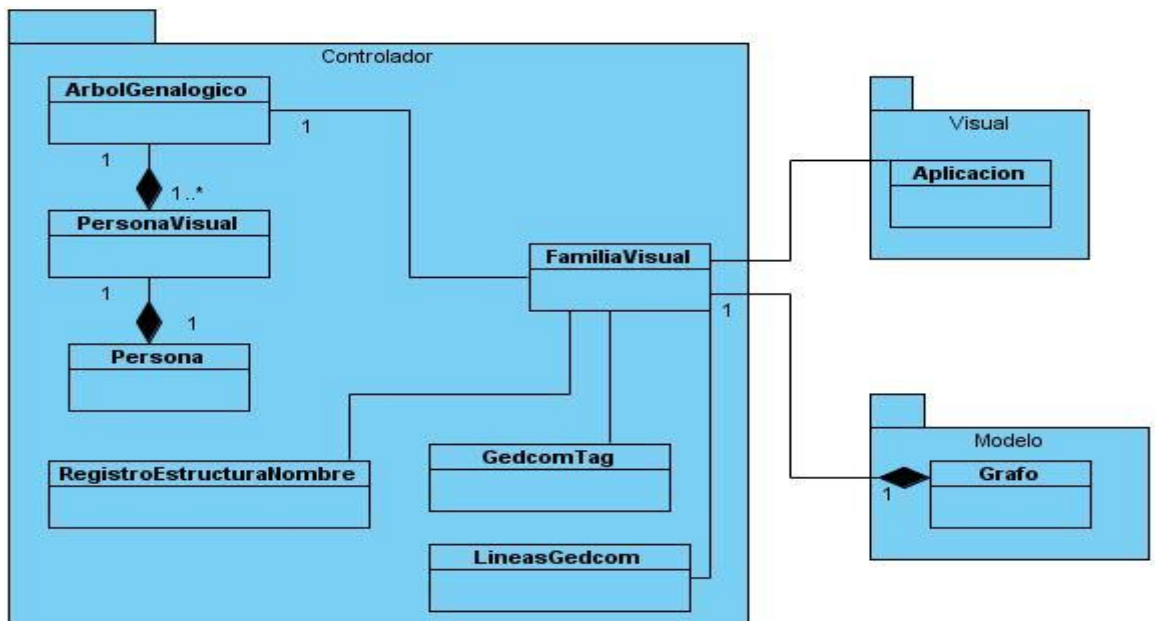 Controlador
ArbolGenalogico
1
1
1..*
PersonaVisual
1
1
Persona
FamiliaVisual
1
RegistroEstructuraNombre
GedcomTag
LineasGedcom
Visual
Aplicacion
Modelo
Grafo
1